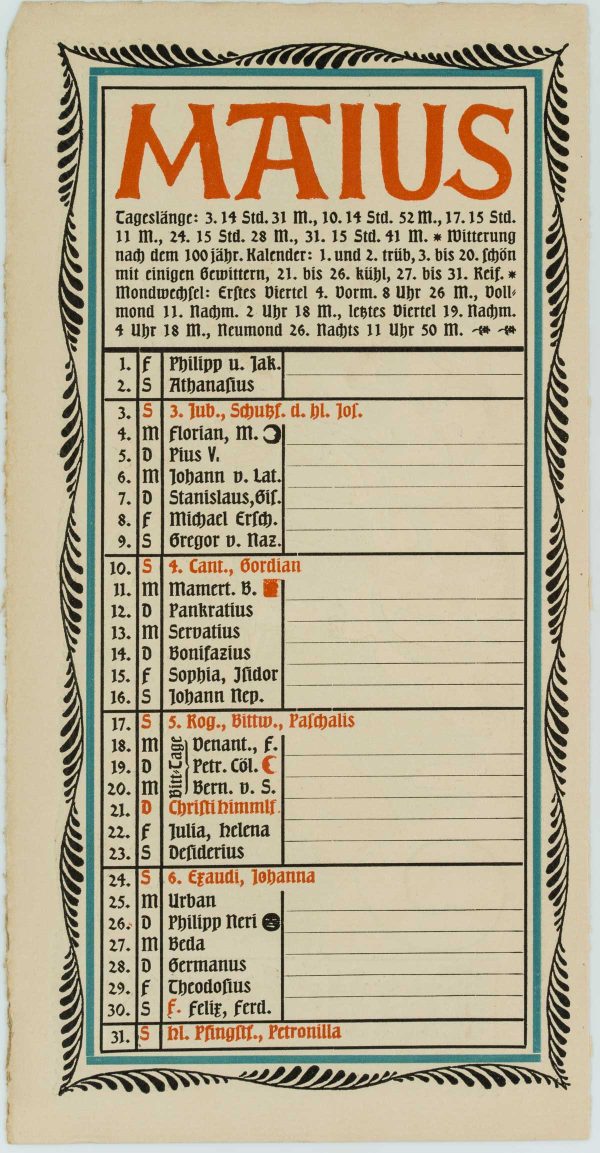 MAIUS
Tageslänge: 3. 14 Std. 31 M., 10. 14 Std. 52 M., 17. 15 Std.
11 M., 24. 15 Std. 28 M., 31. 15 Std. 41 M. * Witterung
nach dem 100jähr. Kalender: 1. und 2. trüb, 3. bis 20. schön
mit einigen Gewittern, 21. bis 26. kühl, 27. bis 31. Reif. *
Mondwechsel: Erstes Viertel 4. Vorm. 8 Uhr 26 M., Voll-
mond 11. Nachm. 2 Uhr 18 M., letztes Viertel 19. Nachm.
4 Uhr 18 M., Neumond 26. Nachts 11 Uhr 50 M.
1. F Philipp u. Jak.
2. S Athanasius
3. S 3. Jub., Schutzf. d. hl. Jos.
4. M Florian, M.
5. D Pius V.
6. M Johann v. Lat.
7. D Stanislaus, Gis.
8. F Michael Ersch.
9. S Gregor v. Naz.
10. S 4. Cant., Gordian
11. M Mamert. B.
12. D Pankratius
13. M Servatius
14. D Bonifazius
15. F Sophia, Isidor
16. S Johann Nep.
17. S 5. Rog., Bittw., Paschalis
Bitt-Tage
18. M Venant., F.
19. D Petr. Cöl.
20. M Bern. v. S.
21. D Christi Himmlf.
22. F Julia, Helena
23. S Desiderius
24. S 6. Exaudi, Johanna
25. M Urban
26. D Philipp Neri
27. M Beda
28. D Germanus
29. F Theodosius
30. S F. Felix, Ferd.
31. S hl. Pfingstf., Petronilla